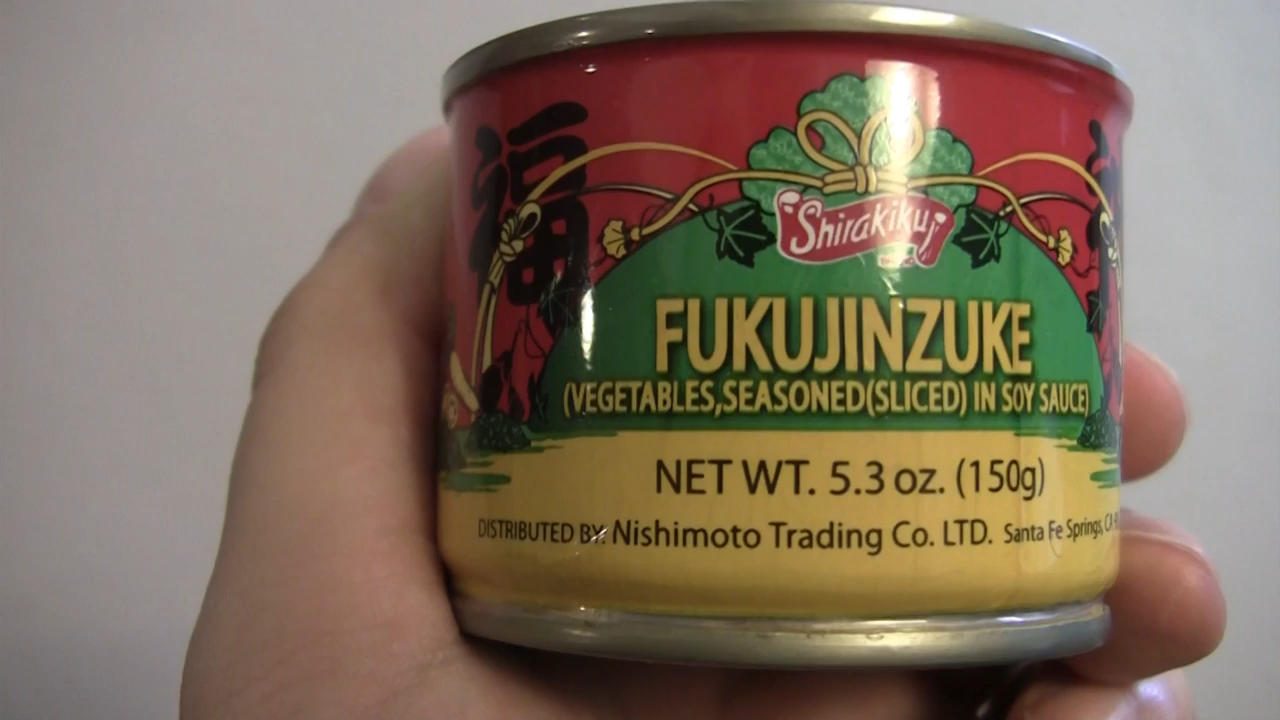 福
Shirakiku
FUKUJINZUKE
(VEGETABLES,SEASONED(SLICED) IN SOY SAUCE)
NET WT. 5.3 oz. (150g)
DISTRIBUTED BY: Nishimoto Trading Co. LTD. Santa Fe Springs, CA